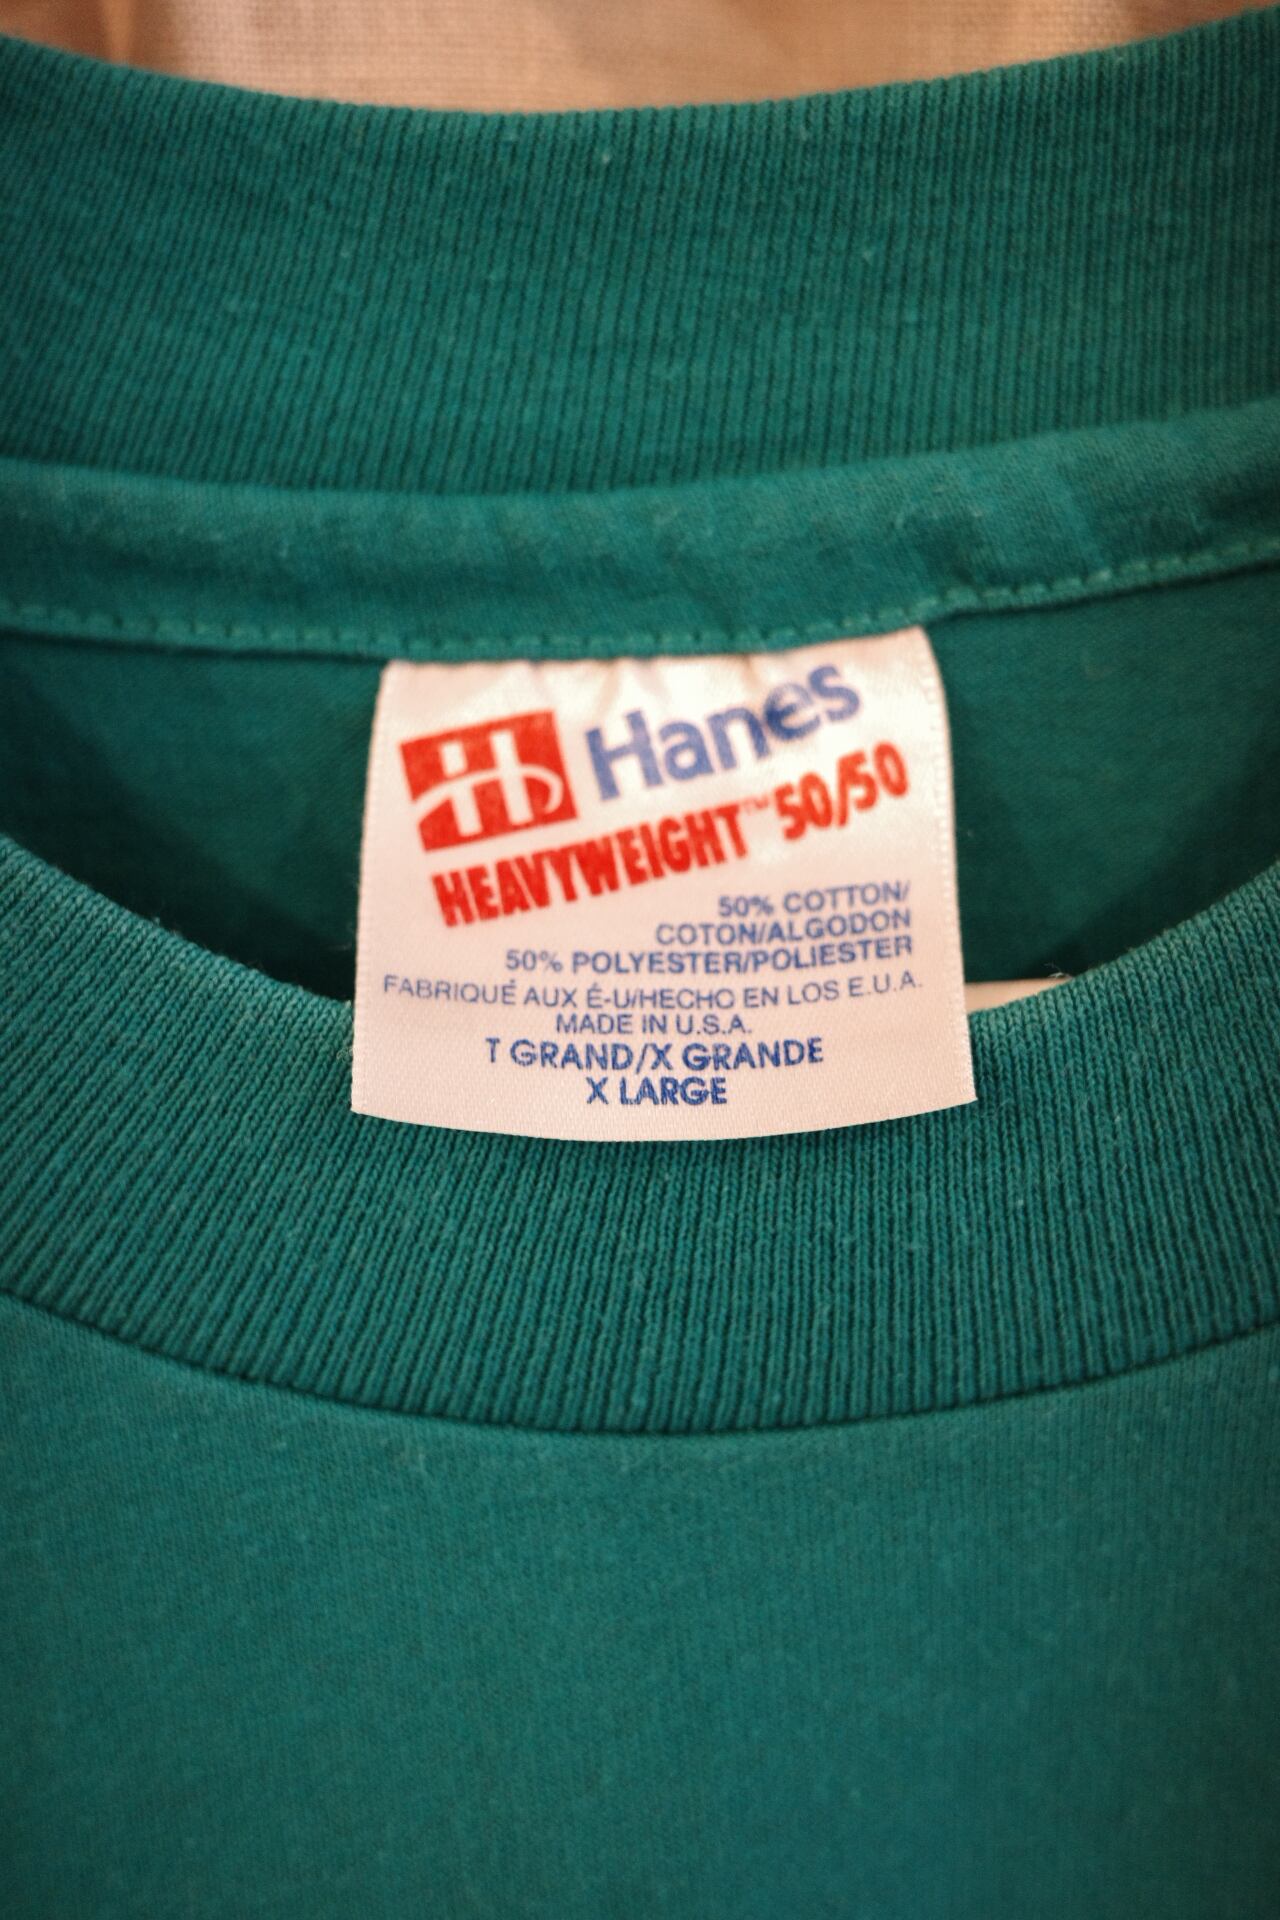 Hanes
HEAVYWEIGHT™ 50/50
50% COTTON/
COTON/ALGODON
50% POLYESTER/POLIESTER
FABRIQUÉ AUX É-U/HECHO EN LOS E.U.A.
MADE IN U.S.A.
T GRAND/X GRANDE
X LARGE